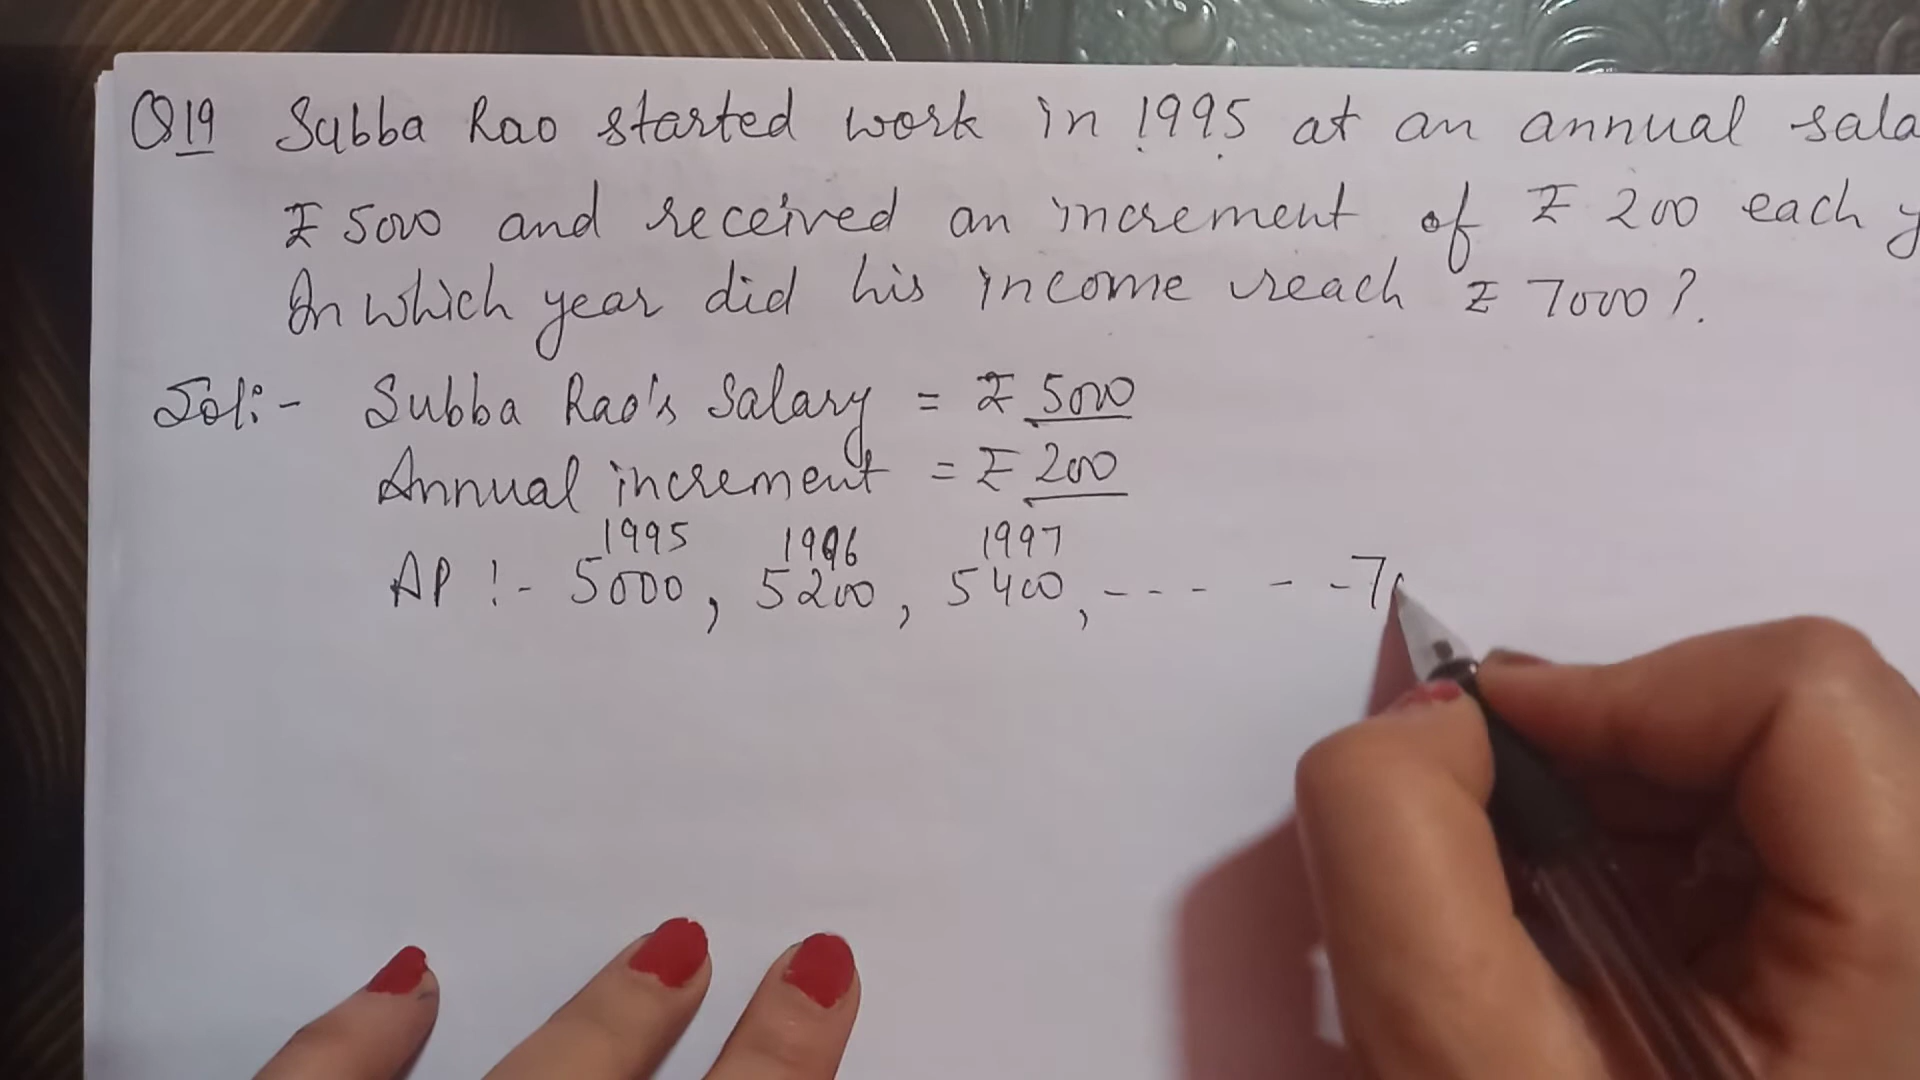 Q19 Subba Rao started work in 1995 at an annual sala
₹ 5000 and received an increment of ₹ 200 each y
In which year did his income reach ₹ 7000?.
Sol:- Subba Rao's Salary = ₹ 5000
Annual increment = ₹ 200
1995 1996 1997
AP :- 5000, 5200, 5400, - - - - - 70